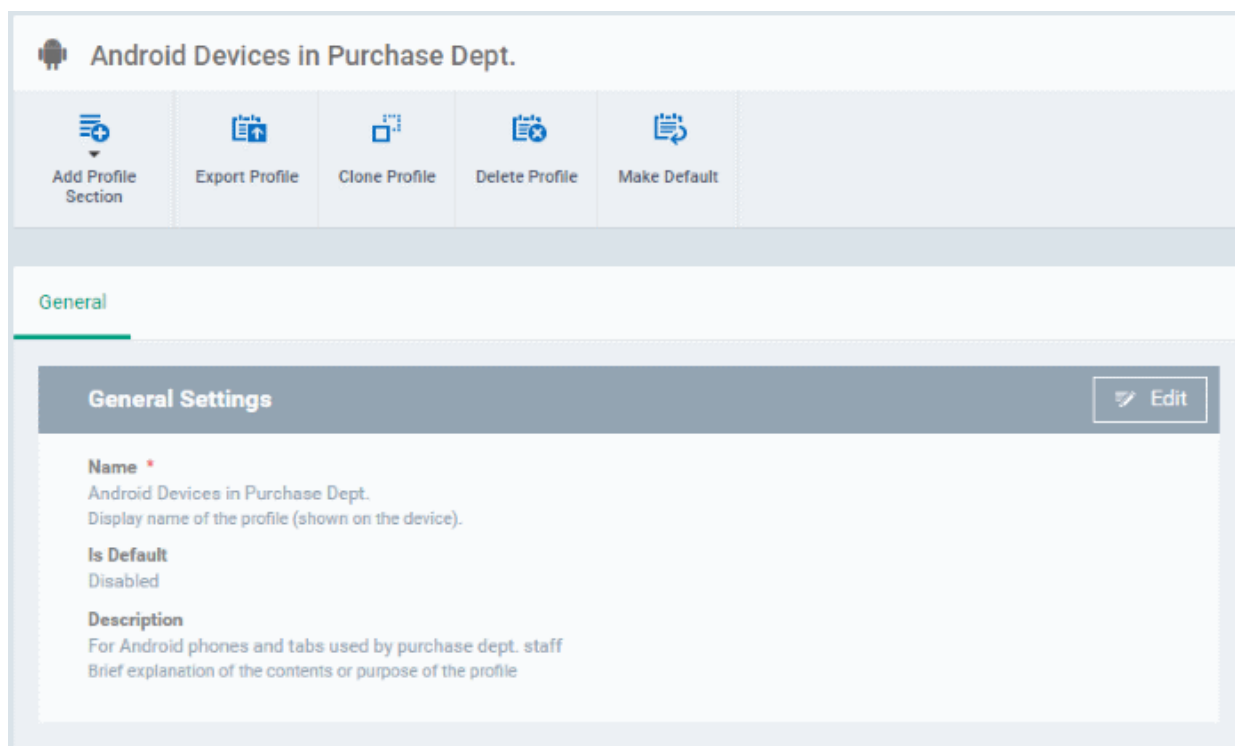 Android Devices in Purchase Dept.
Add Profile
Section
Export Profile
Clone Profile
Delete Profile
Make Default
General
General Settings
Edit
Name *
Android Devices in Purchase Dept.
Display name of the profile (shown on the device).
Is Default
Disabled
Description
For Android phones and tabs used by purchase dept. staff
Brief explanation of the contents or purpose of the profile